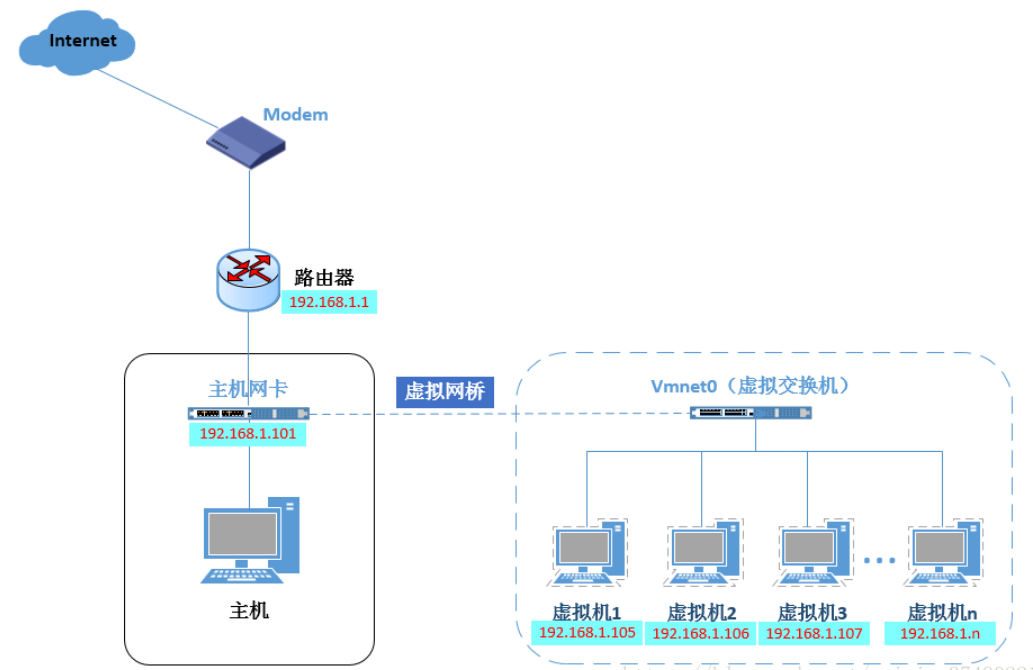 Internet
Modem
路由器
192.168.1.1
主机网卡
192.168.1.101
主机
虚拟网桥
Vmnet0（虚拟交换机）
虚拟机1
192.168.1.105
虚拟机2
192.168.1.106
虚拟机3
192.168.1.107
虚拟机n
192.168.1.n